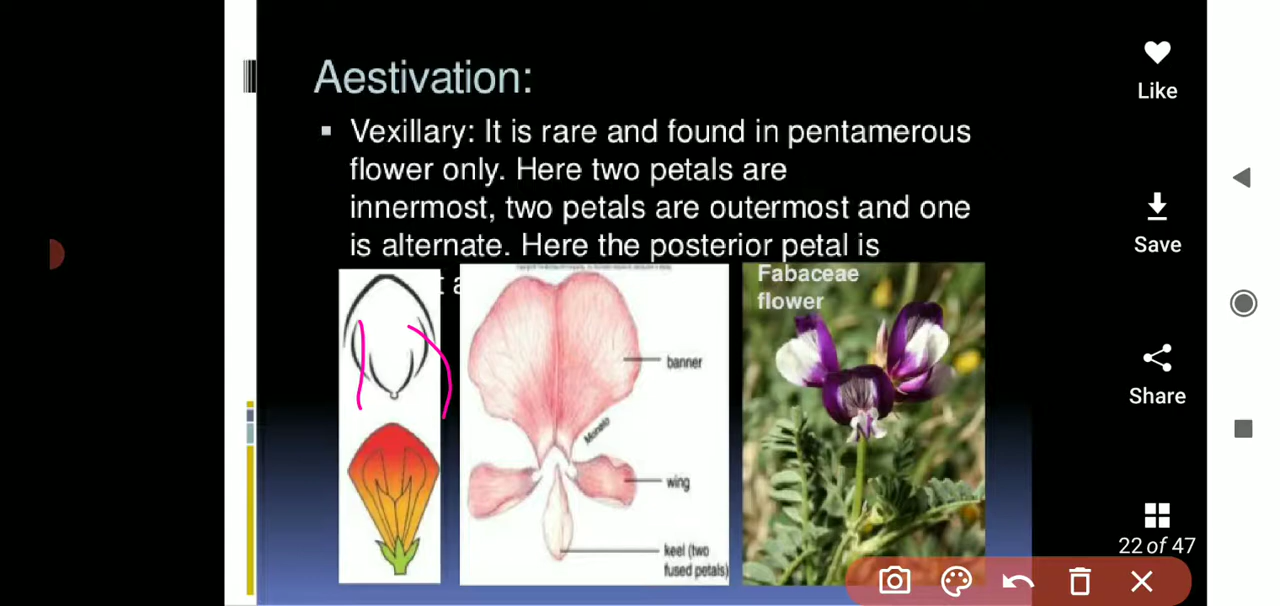 Aestivation:
Vexillary: It is rare and found in pentamerous
flower only. Here two petals are
innermost, two petals are outermost and one
is alternate. Here the posterior petal is
Fabaceae
flower
banner
wing
keel (two
fused petals)
Like
Save
Share
22 of 47